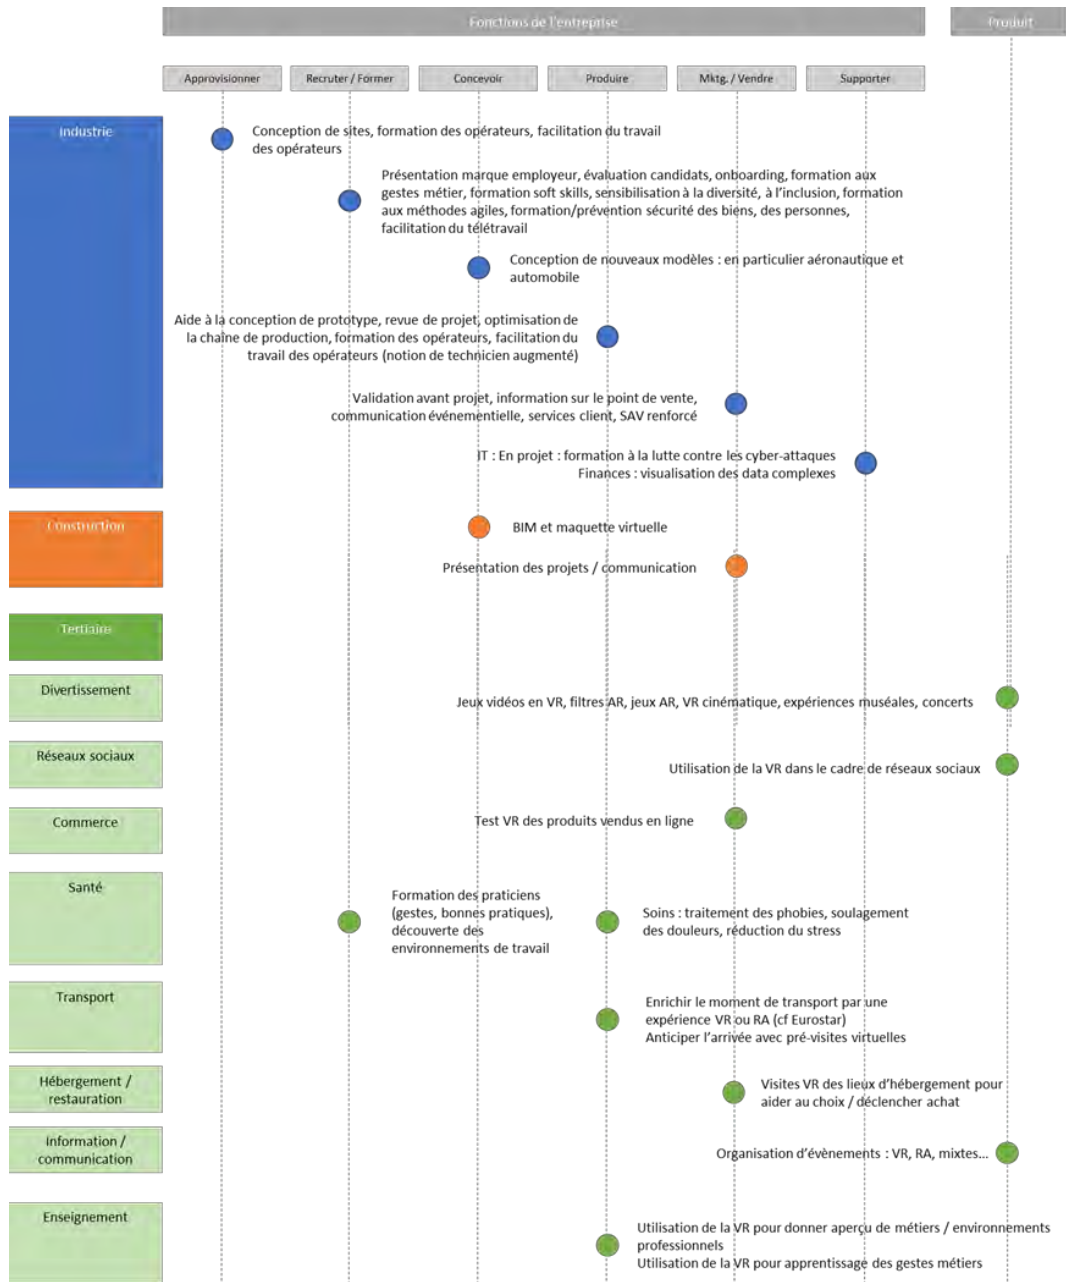 Fonctions de l'entreprise
Produit
Approvisionner
Recruter / Former
Concevoir
Produire
Mktg. / Vendre
Supporter
Industrie
Conception de sites, formation des opérateurs, facilitation du travail
des opérateurs
Présentation marque employeur, évaluation candidats, onboarding, formation aux
gestes métier, formation soft skills, sensibilisation à la diversité, à l'inclusion, formation
aux méthodes agiles, formation/prévention sécurité des biens, des personnes,
facilitation du télétravail
Conception de nouveaux modèles : en particulier aéronautique et
automobile
Aide à la conception de prototype, revue de projet, optimisation de
la chaîne de production, formation des opérateurs, facilitation du
travail des opérateurs (notion de technicien augmenté)
Validation avant projet, information sur le point de vente,
communication événementielle, services client, SAV renforcé
IT : En projet : formation à la lutte contre les cyber-attaques
Finances : visualisation des data complexes
Construction
BIM et maquette virtuelle
Présentation des projets / communication
Tertiaire
Divertissement
Jeux vidéos en VR, filtres AR, jeux AR, VR cinématique, expériences muséales, concerts
Réseaux sociaux
Utilisation de la VR dans le cadre de réseaux sociaux
Commerce
Test VR des produits vendus en ligne
Santé
Formation des praticiens
(gestes, bonnes pratiques),
découverte des
environnements de travail
Soins : traitement des phobies, soulagement
des douleurs, réduction du stress
Transport
Enrichir le moment de transport par une
expérience VR ou RA (cf Eurostar)
Anticiper l'arrivée avec pré-visites virtuelles
Hébergement /
restauration
Visites VR des lieux d'hébergement pour
aider au choix / déclencher achat
Information /
communication
Organisation d'évènements : VR, RA, mixtes...
Enseignement
Utilisation de la VR pour donner aperçu de métiers / environnements
professionnels
Utilisation de la VR pour apprentissage des gestes métiers